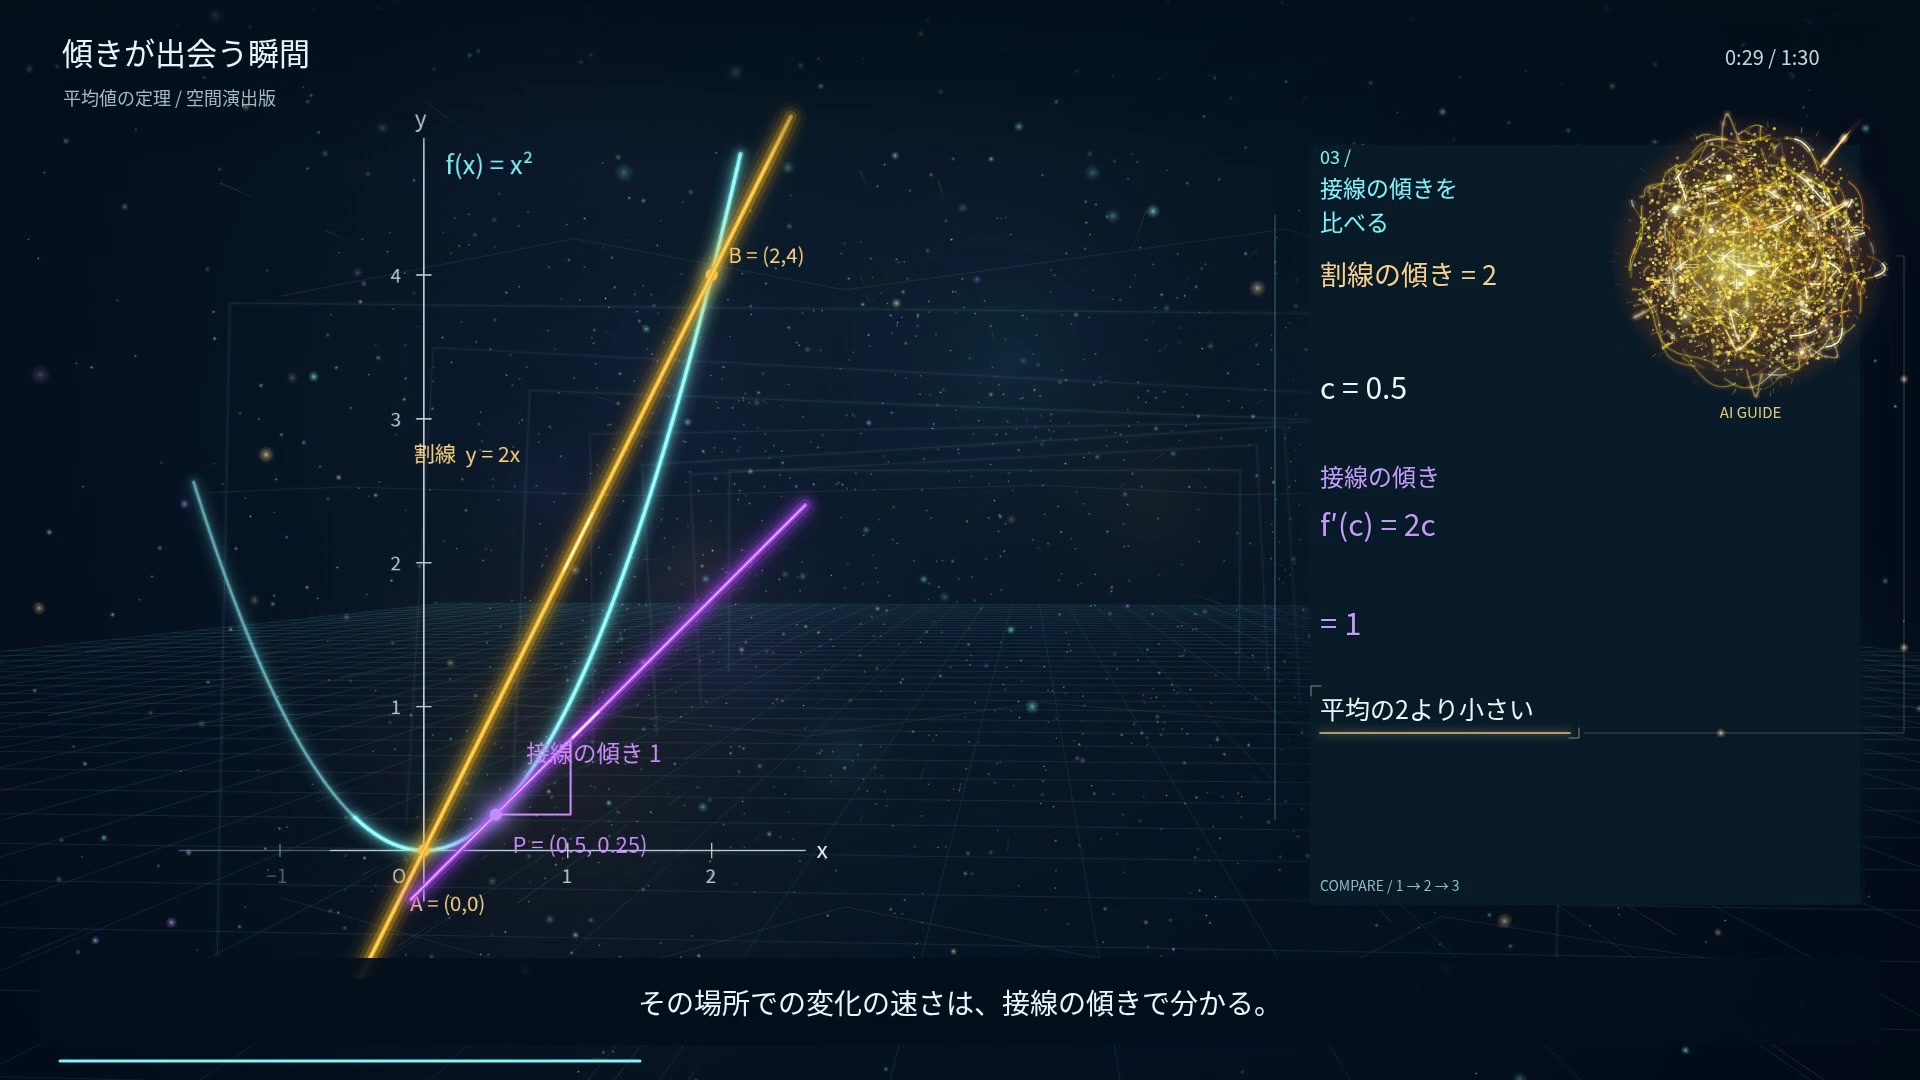 傾きが出会う瞬間
平均値の定理 / 空間演出版
0:29 / 1:30
y
f(x) = x²
B = (2,4)
4
3
割線 y = 2x
2
1
接線の傾き 1
P = (0.5, 0.25)
x
−1
O
1
2
A = (0,0)
03 /
接線の傾きを
比べる
割線の傾き = 2
c = 0.5
AI GUIDE
接線の傾き
f′(c) = 2c
= 1
平均の2より小さい
COMPARE / 1 → 2 → 3
その場所での変化の速さは、接線の傾きで分かる。